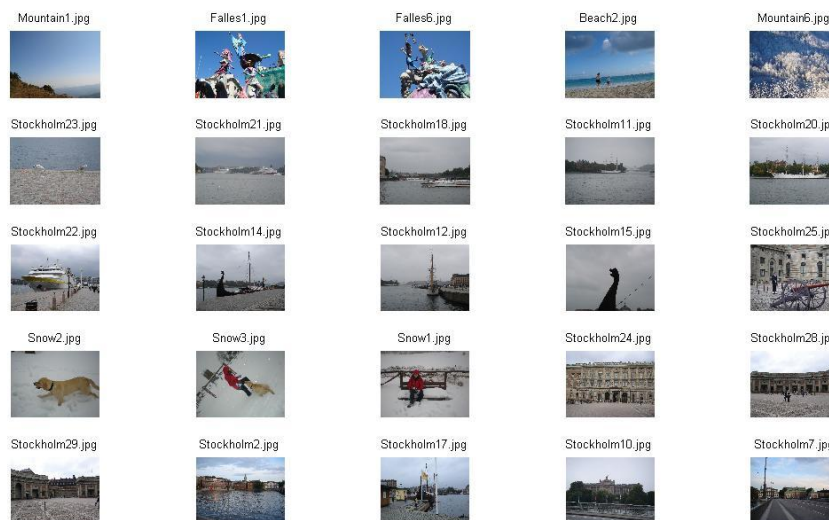 Mountain1.jpg Falles1.jpg Falles6.jpg Beach2.jpg Mountain6.jpg
Stockholm23.jpg Stockholm21.jpg Stockholm18.jpg Stockholm11.jpg Stockholm20.jp
Stockholm22.jpg Stockholm14.jpg Stockholm12.jpg Stockholm15.jpg Stockholm25.jp
Snow2.jpg Snow3.jpg Snow1.jpg Stockholm24.jpg Stockholm28.jp
Stockholm29.jpg Stockholm2.jpg Stockholm17.jpg Stockholm10.jpg Stockholm7.jpg